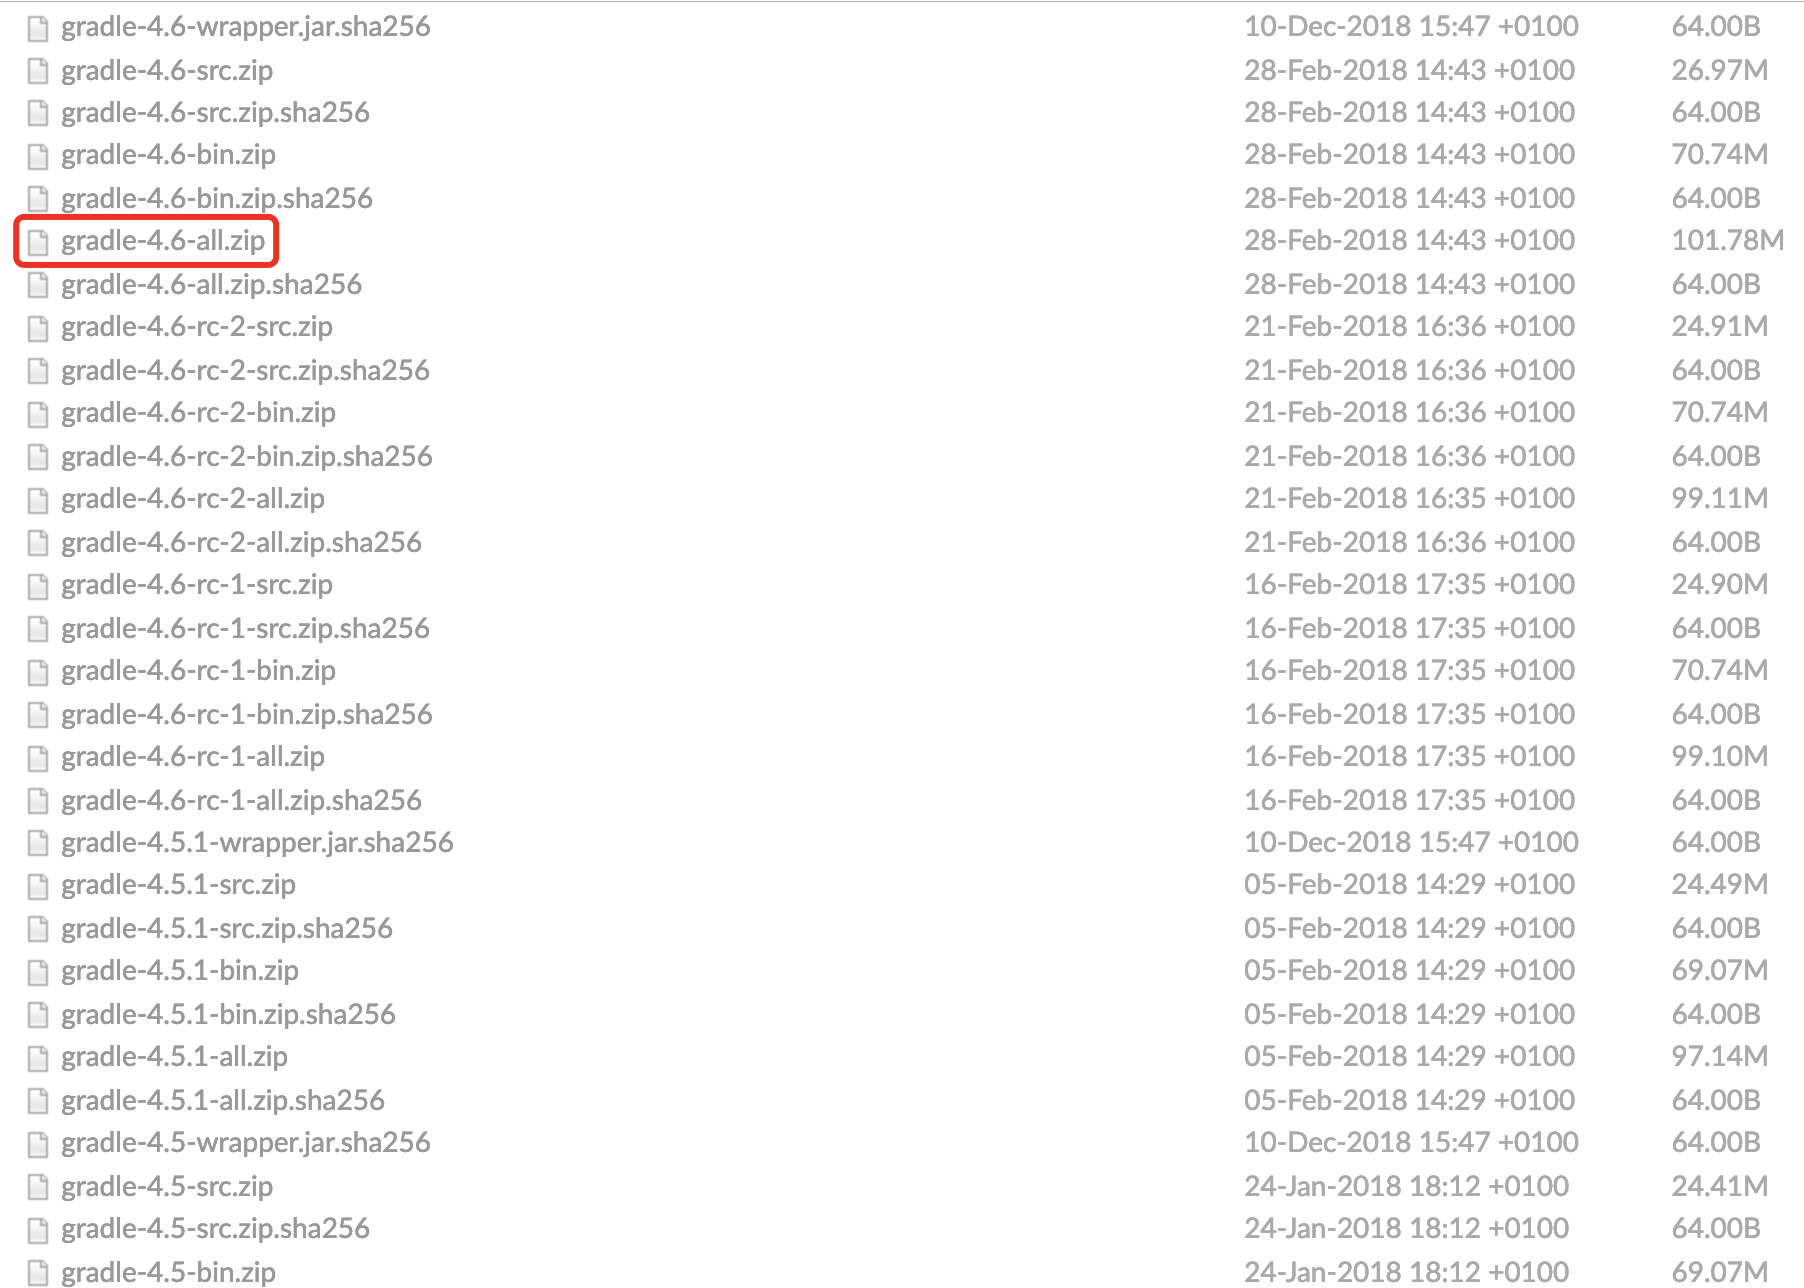 gradle-4.6-wrapper.jar.sha256 10-Dec-2018 15:47 +0100 64.00B
gradle-4.6-src.zip 28-Feb-2018 14:43 +0100 26.97M
gradle-4.6-src.zip.sha256 28-Feb-2018 14:43 +0100 64.00B
gradle-4.6-bin.zip 28-Feb-2018 14:43 +0100 70.74M
gradle-4.6-bin.zip.sha256 28-Feb-2018 14:43 +0100 64.00B
gradle-4.6-all.zip 28-Feb-2018 14:43 +0100 101.78M
gradle-4.6-all.zip.sha256 28-Feb-2018 14:43 +0100 64.00B
gradle-4.6-rc-2-src.zip 21-Feb-2018 16:36 +0100 24.91M
gradle-4.6-rc-2-src.zip.sha256 21-Feb-2018 16:36 +0100 64.00B
gradle-4.6-rc-2-bin.zip 21-Feb-2018 16:36 +0100 70.74M
gradle-4.6-rc-2-bin.zip.sha256 21-Feb-2018 16:36 +0100 64.00B
gradle-4.6-rc-2-all.zip 21-Feb-2018 16:35 +0100 99.11M
gradle-4.6-rc-2-all.zip.sha256 21-Feb-2018 16:36 +0100 64.00B
gradle-4.6-rc-1-src.zip 16-Feb-2018 17:35 +0100 24.90M
gradle-4.6-rc-1-src.zip.sha256 16-Feb-2018 17:35 +0100 64.00B
gradle-4.6-rc-1-bin.zip 16-Feb-2018 17:35 +0100 70.74M
gradle-4.6-rc-1-bin.zip.sha256 16-Feb-2018 17:35 +0100 64.00B
gradle-4.6-rc-1-all.zip 16-Feb-2018 17:35 +0100 99.10M
gradle-4.6-rc-1-all.zip.sha256 16-Feb-2018 17:35 +0100 64.00B
gradle-4.5.1-wrapper.jar.sha256 10-Dec-2018 15:47 +0100 64.00B
gradle-4.5.1-src.zip 05-Feb-2018 14:29 +0100 24.49M
gradle-4.5.1-src.zip.sha256 05-Feb-2018 14:29 +0100 64.00B
gradle-4.5.1-bin.zip 05-Feb-2018 14:29 +0100 69.07M
gradle-4.5.1-bin.zip.sha256 05-Feb-2018 14:29 +0100 64.00B
gradle-4.5.1-all.zip 05-Feb-2018 14:29 +0100 97.14M
gradle-4.5.1-all.zip.sha256 05-Feb-2018 14:29 +0100 64.00B
gradle-4.5-wrapper.jar.sha256 10-Dec-2018 15:47 +0100 64.00B
gradle-4.5-src.zip 24-Jan-2018 18:12 +0100 24.41M
gradle-4.5-src.zip.sha256 24-Jan-2018 18:12 +0100 64.00B
gradle-4.5-bin.zip 24-Jan-2018 18:12 +0100 69.07M